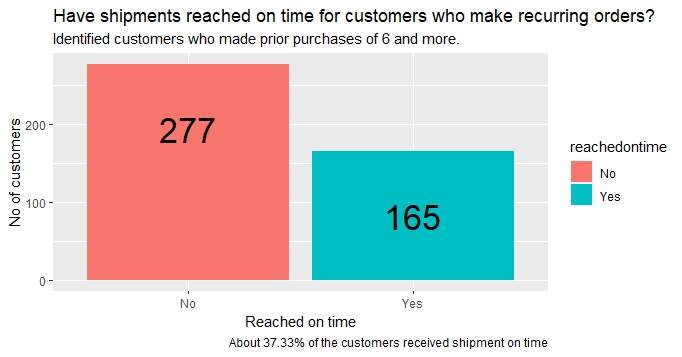 Have shipments reached on time for customers who make recurring orders?
Identified customers who made prior purchases of 6 and more.
No of customers
200
100
0
277
165
No
Yes
Reached on time
reachedontime
No
Yes
About 37.33% of the customers received shipment on time